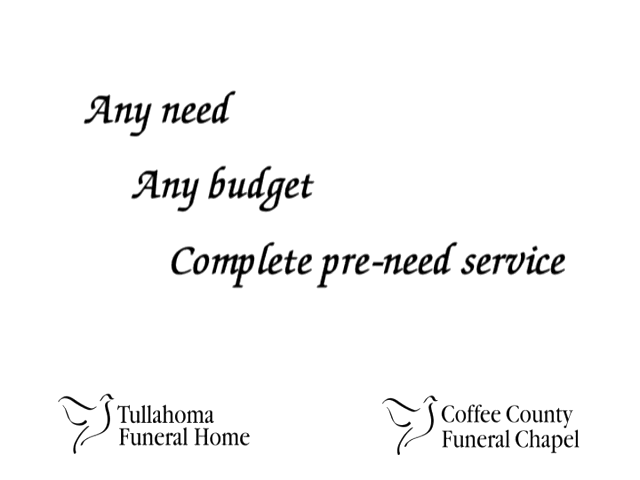 Any need
Any budget
Complete pre-need service
Tullahoma
Funeral Home
Coffee County
Funeral Chapel